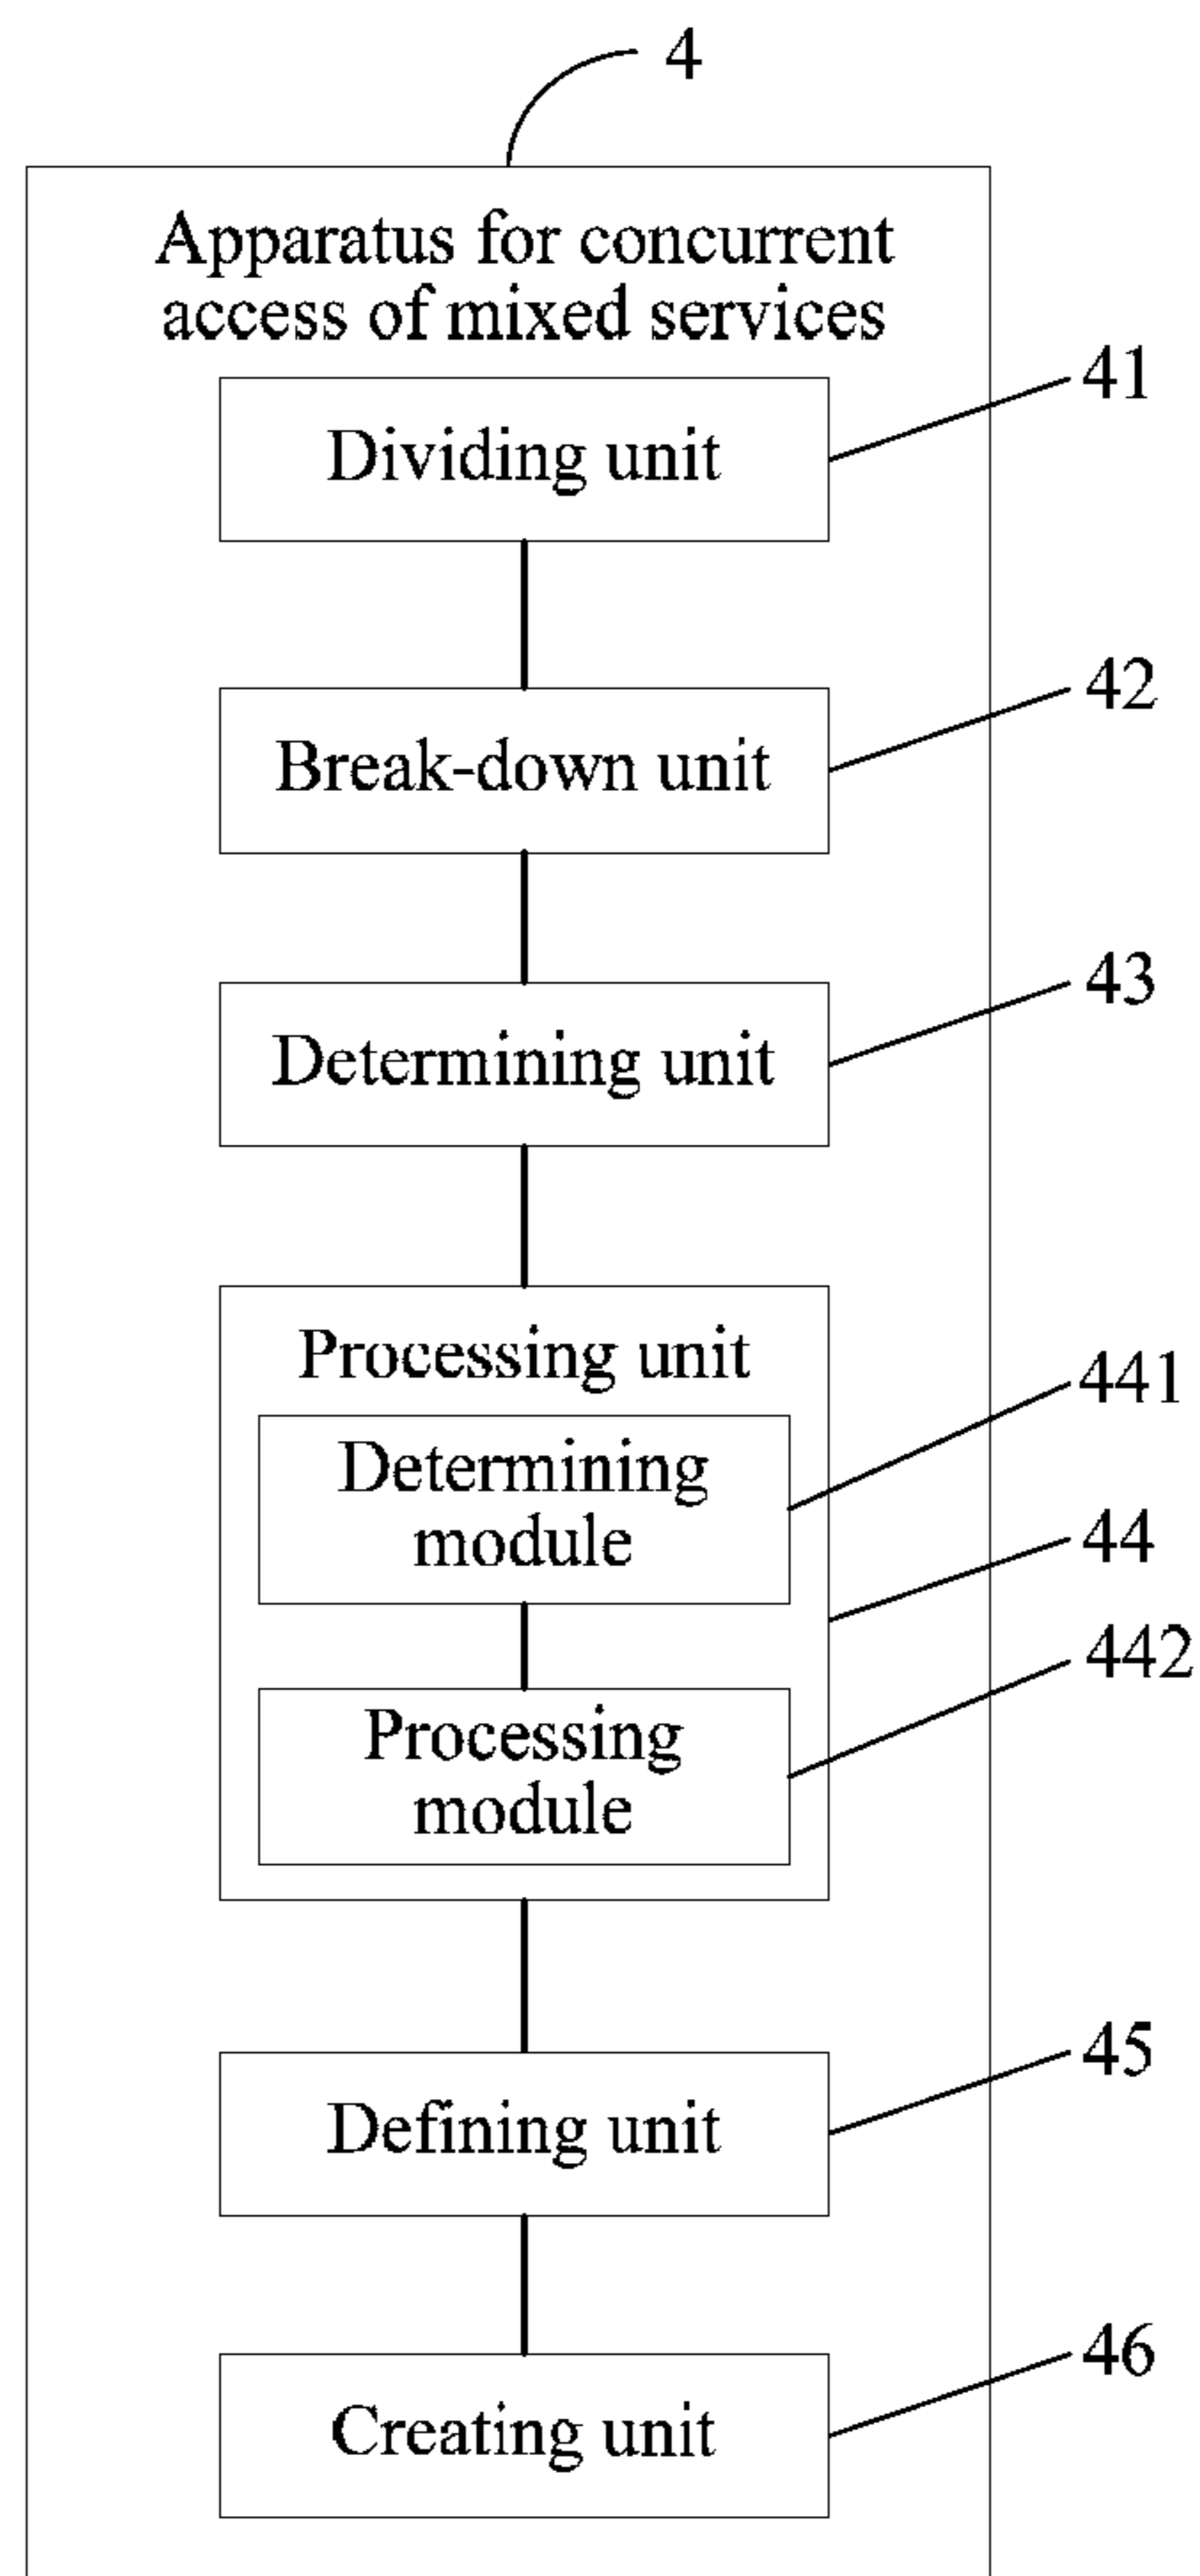 4
Apparatus for concurrent
access of mixed services
41
Dividing unit
42
Break-down unit
43
Determining unit
Processing unit
441
Determining
module
44
442
Processing
module
45
Defining unit
46
Creating unit